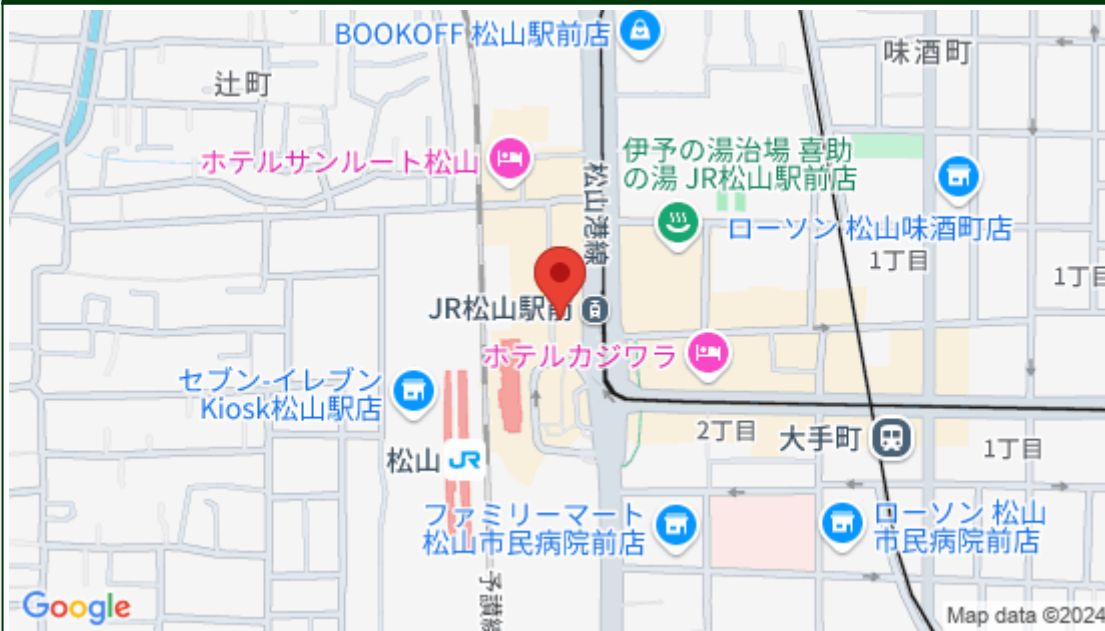 BOOKOFF 松山駅前店
味酒町
辻町
ホテルサンルート松山
松山港線
伊予の湯治場 喜助
の湯 JR松山駅前店
ローソン 松山味酒町店
1丁目
1丁目
JR松山駅前
ホテルカジワラ
セブン-イレブン
Kiosk松山駅店
2丁目
大手町
1丁目
松山 JR
ファミリーマート
松山市民病院前店
ローソン 松山
市民病院前店
予讃線
Google
Map data ©2024